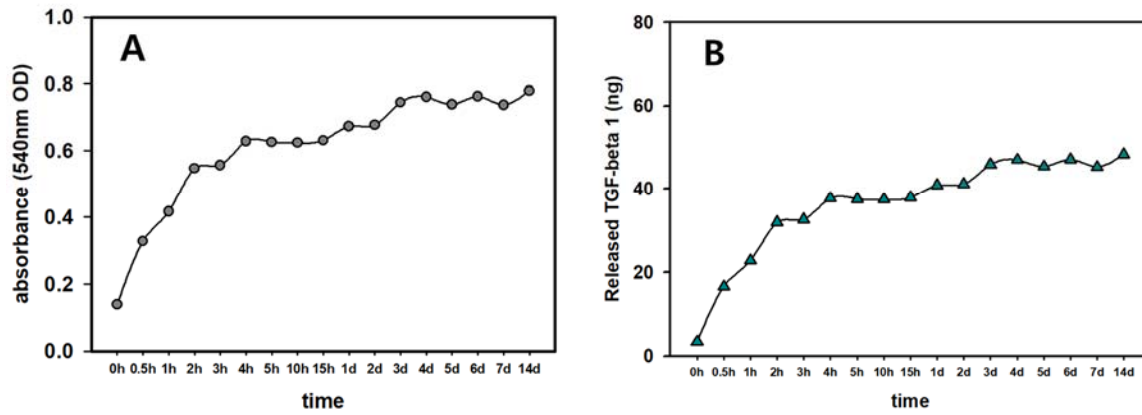 A
absorbance (540nm OD)
1.0
0.8
0.6
0.4
0.2
0.0
0h 0.5h 1h 2h 3h 4h 5h 10h 15h 1d 2d 3d 4d 5d 6d 7d 14d
time
B
Released TGF-beta 1 (ng)
80
60
40
20
0
0h 0.5h 1h 2h 3h 4h 5h 10h 15h 1d 2d 3d 4d 5d 6d 7d 14d
time